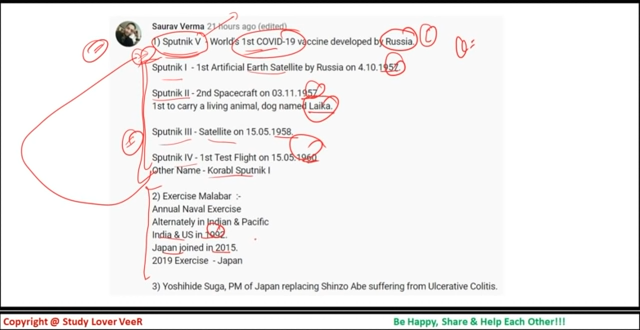 Saurav Verma 21 hours ago (edited)
1) Sputnik V - World's 1st COVID-19 vaccine developed by Russia.
Sputnik I - 1st Artificial Earth Satellite by Russia on 4.10.1957.
Sputnik II - 2nd Spacecraft on 03.11.1957.
1st to carry a living animal, dog named Laika.
Sputnik III - Satellite on 15.05.1958.
Sputnik IV - 1st Test Flight on 15.05.1960.
Other Name - Korabl Sputnik I
2) Exercise Malabar :-
Annual Naval Exercise
Alternately in Indian & Pacific
India & US in 1992.
Japan joined in 2015.
2019 Exercise - Japan
3) Yoshihide Suga, PM of Japan replacing Shinzo Abe suffering from Ulcerative Colitis.
Copyright @ Study Lover VeeR
Be Happy, Share & Help Each Other!!!